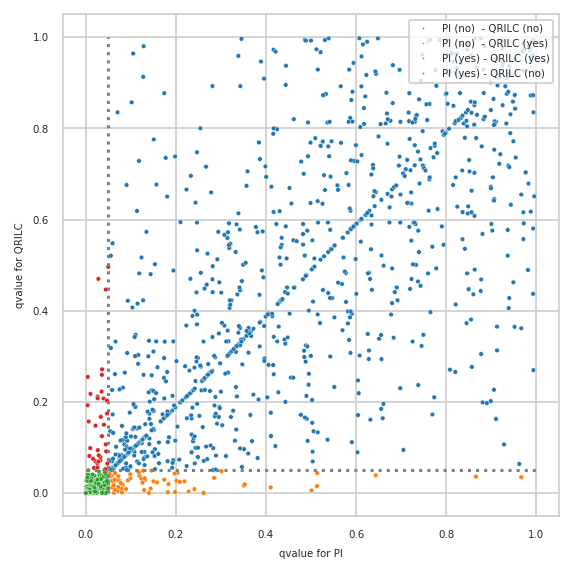 PI (no)  - QRILC (no)
PI (no)  - QRILC (yes)
PI (yes) - QRILC (yes)
PI (yes) - QRILC (no)
1.0
0.8
0.6
0.4
0.2
0.0
qvalue for QRILC
0.0 0.2 0.4 0.6 0.8 1.0
qvalue for PI